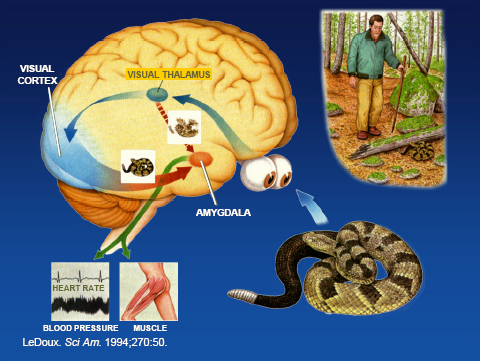 VISUAL
CORTEX
VISUAL THALAMUS
AMYGDALA
HEART RATE
BLOOD PRESSURE
MUSCLE
LeDoux. Sci Am. 1994;270:50.